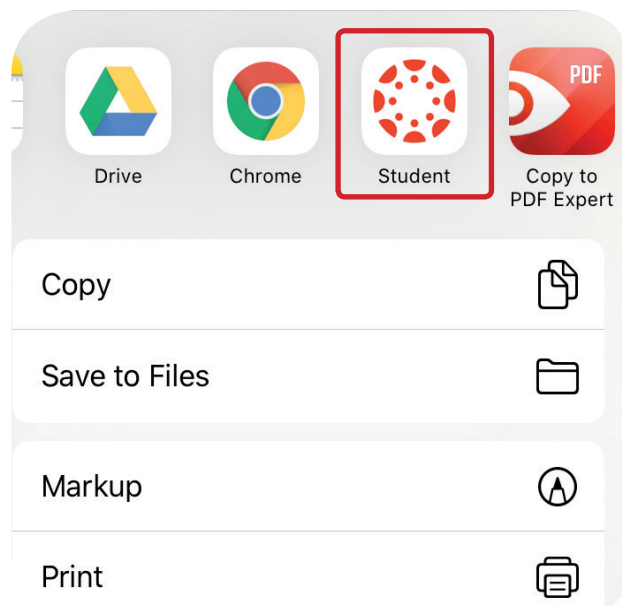 PDF
Drive
Chrome
Student
Copy to
PDF Expert
Copy
Save to Files
Markup
Print